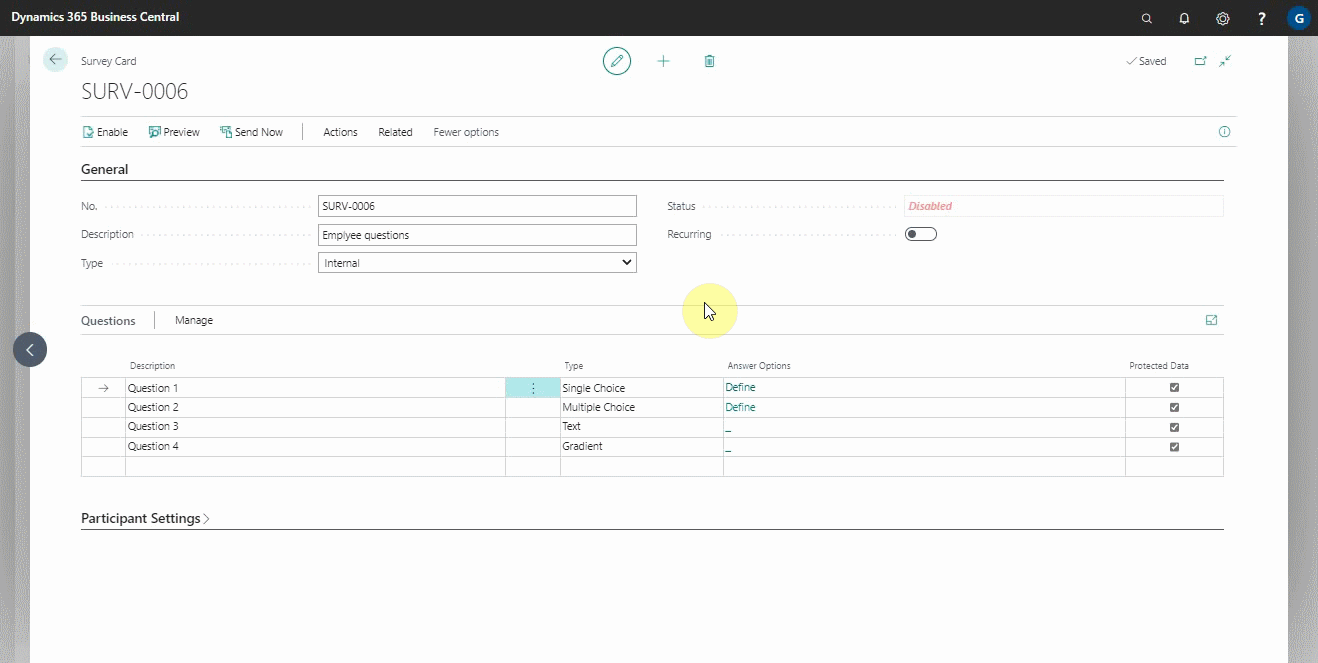 Dynamics 365 Business Central
? G
Survey Card
Saved
SURV-0006
Enable Preview Send Now Actions Related Fewer options
General
No. SURV-0006 Status Disabled
Description Emplyee questions Recurring
Type Internal
Questions Manage
Description Type Answer Options Protected Data
Question 1 Single Choice Define
Question 2 Multiple Choice Define
Question 3 Text _
Question 4 Gradient _
Participant Settings